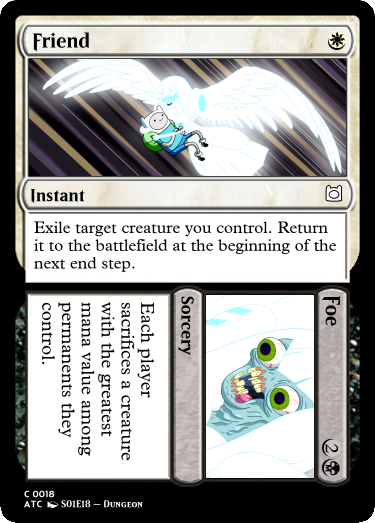 Friend
Instant
Exile target creature you control. Return
it to the battlefield at the beginning of the
next end step.
Foe
2
Sorcery
Each player
sacrifices a creature
with the greatest
mana value among
permanents they
control.
C 0018
ATC S01E18 — Dungeon